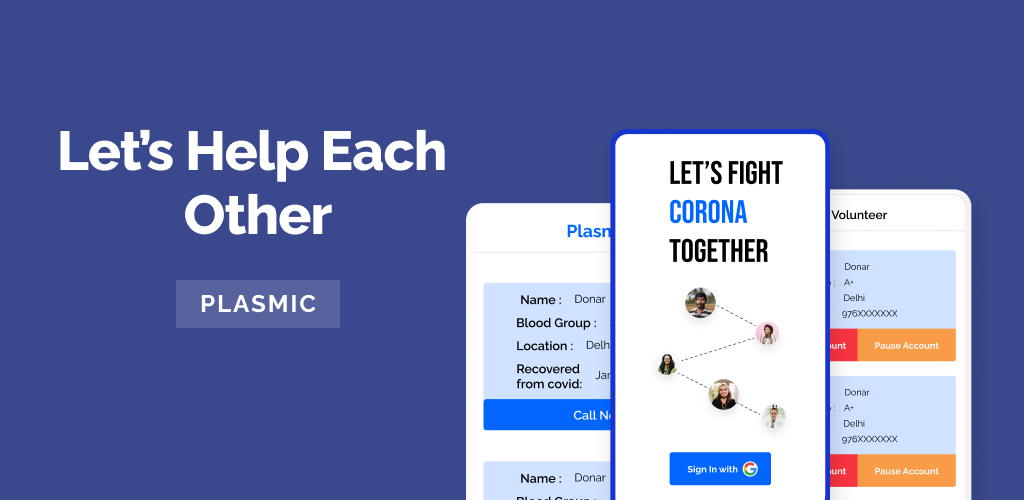 Let's Help Each
Other
PLASMIC
Name : Donar
Blood Group :
Location :
Recovered
from covid:
Call
Name : Donar
LET'S FIGHT
CORONA
TOGETHER
Sign In with
Volunteer
Donar
A+
Delhi
976XXXXXXX
Pause Account
Donar
A+
Delhi
976XXXXXXX
Pause Account